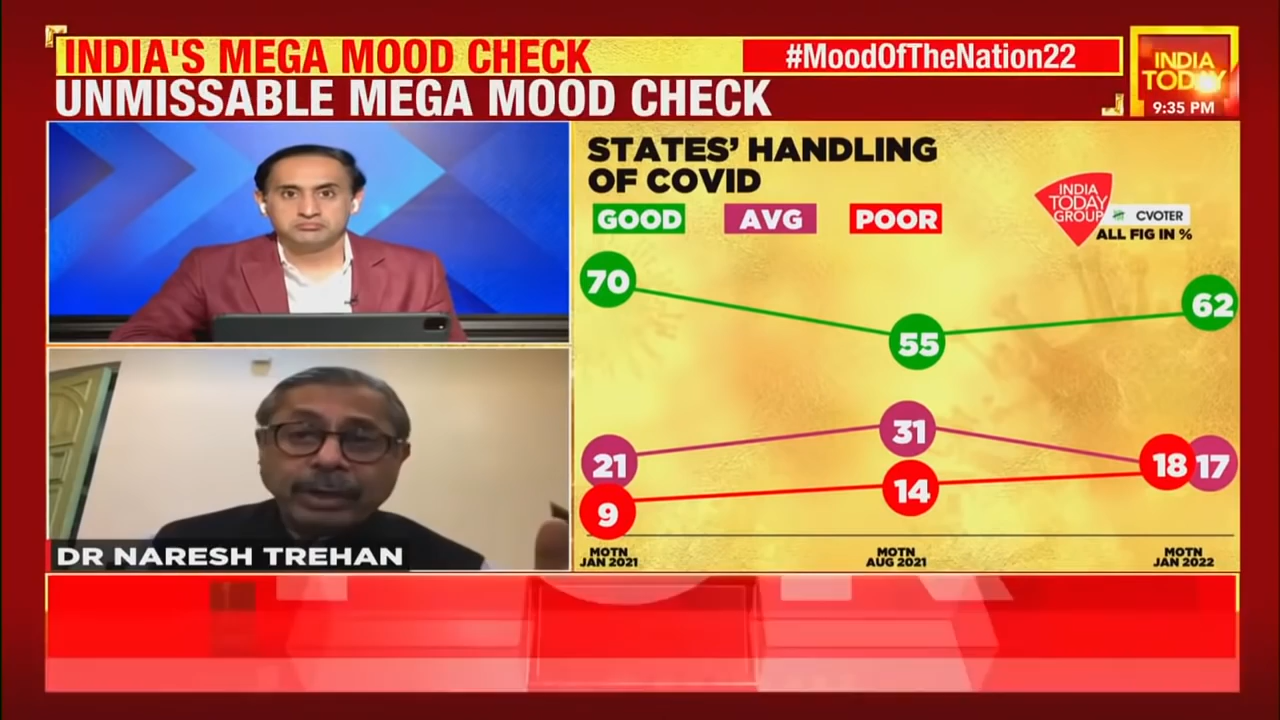 INDIA'S MEGA MOOD CHECK
#MoodOfTheNation22
UNMISSABLE MEGA MOOD CHECK
INDIA
TODAY
9:35 PM
STATES' HANDLING
OF COVID
GOOD AVG POOR
INDIA
TODAY
GROUP
CVOTER
ALL FIG IN %
70
55
62
21
31
18 17
9
14
MOTN
JAN 2021
MOTN
AUG 2021
MOTN
JAN 2022
DR NARESH TREHAN